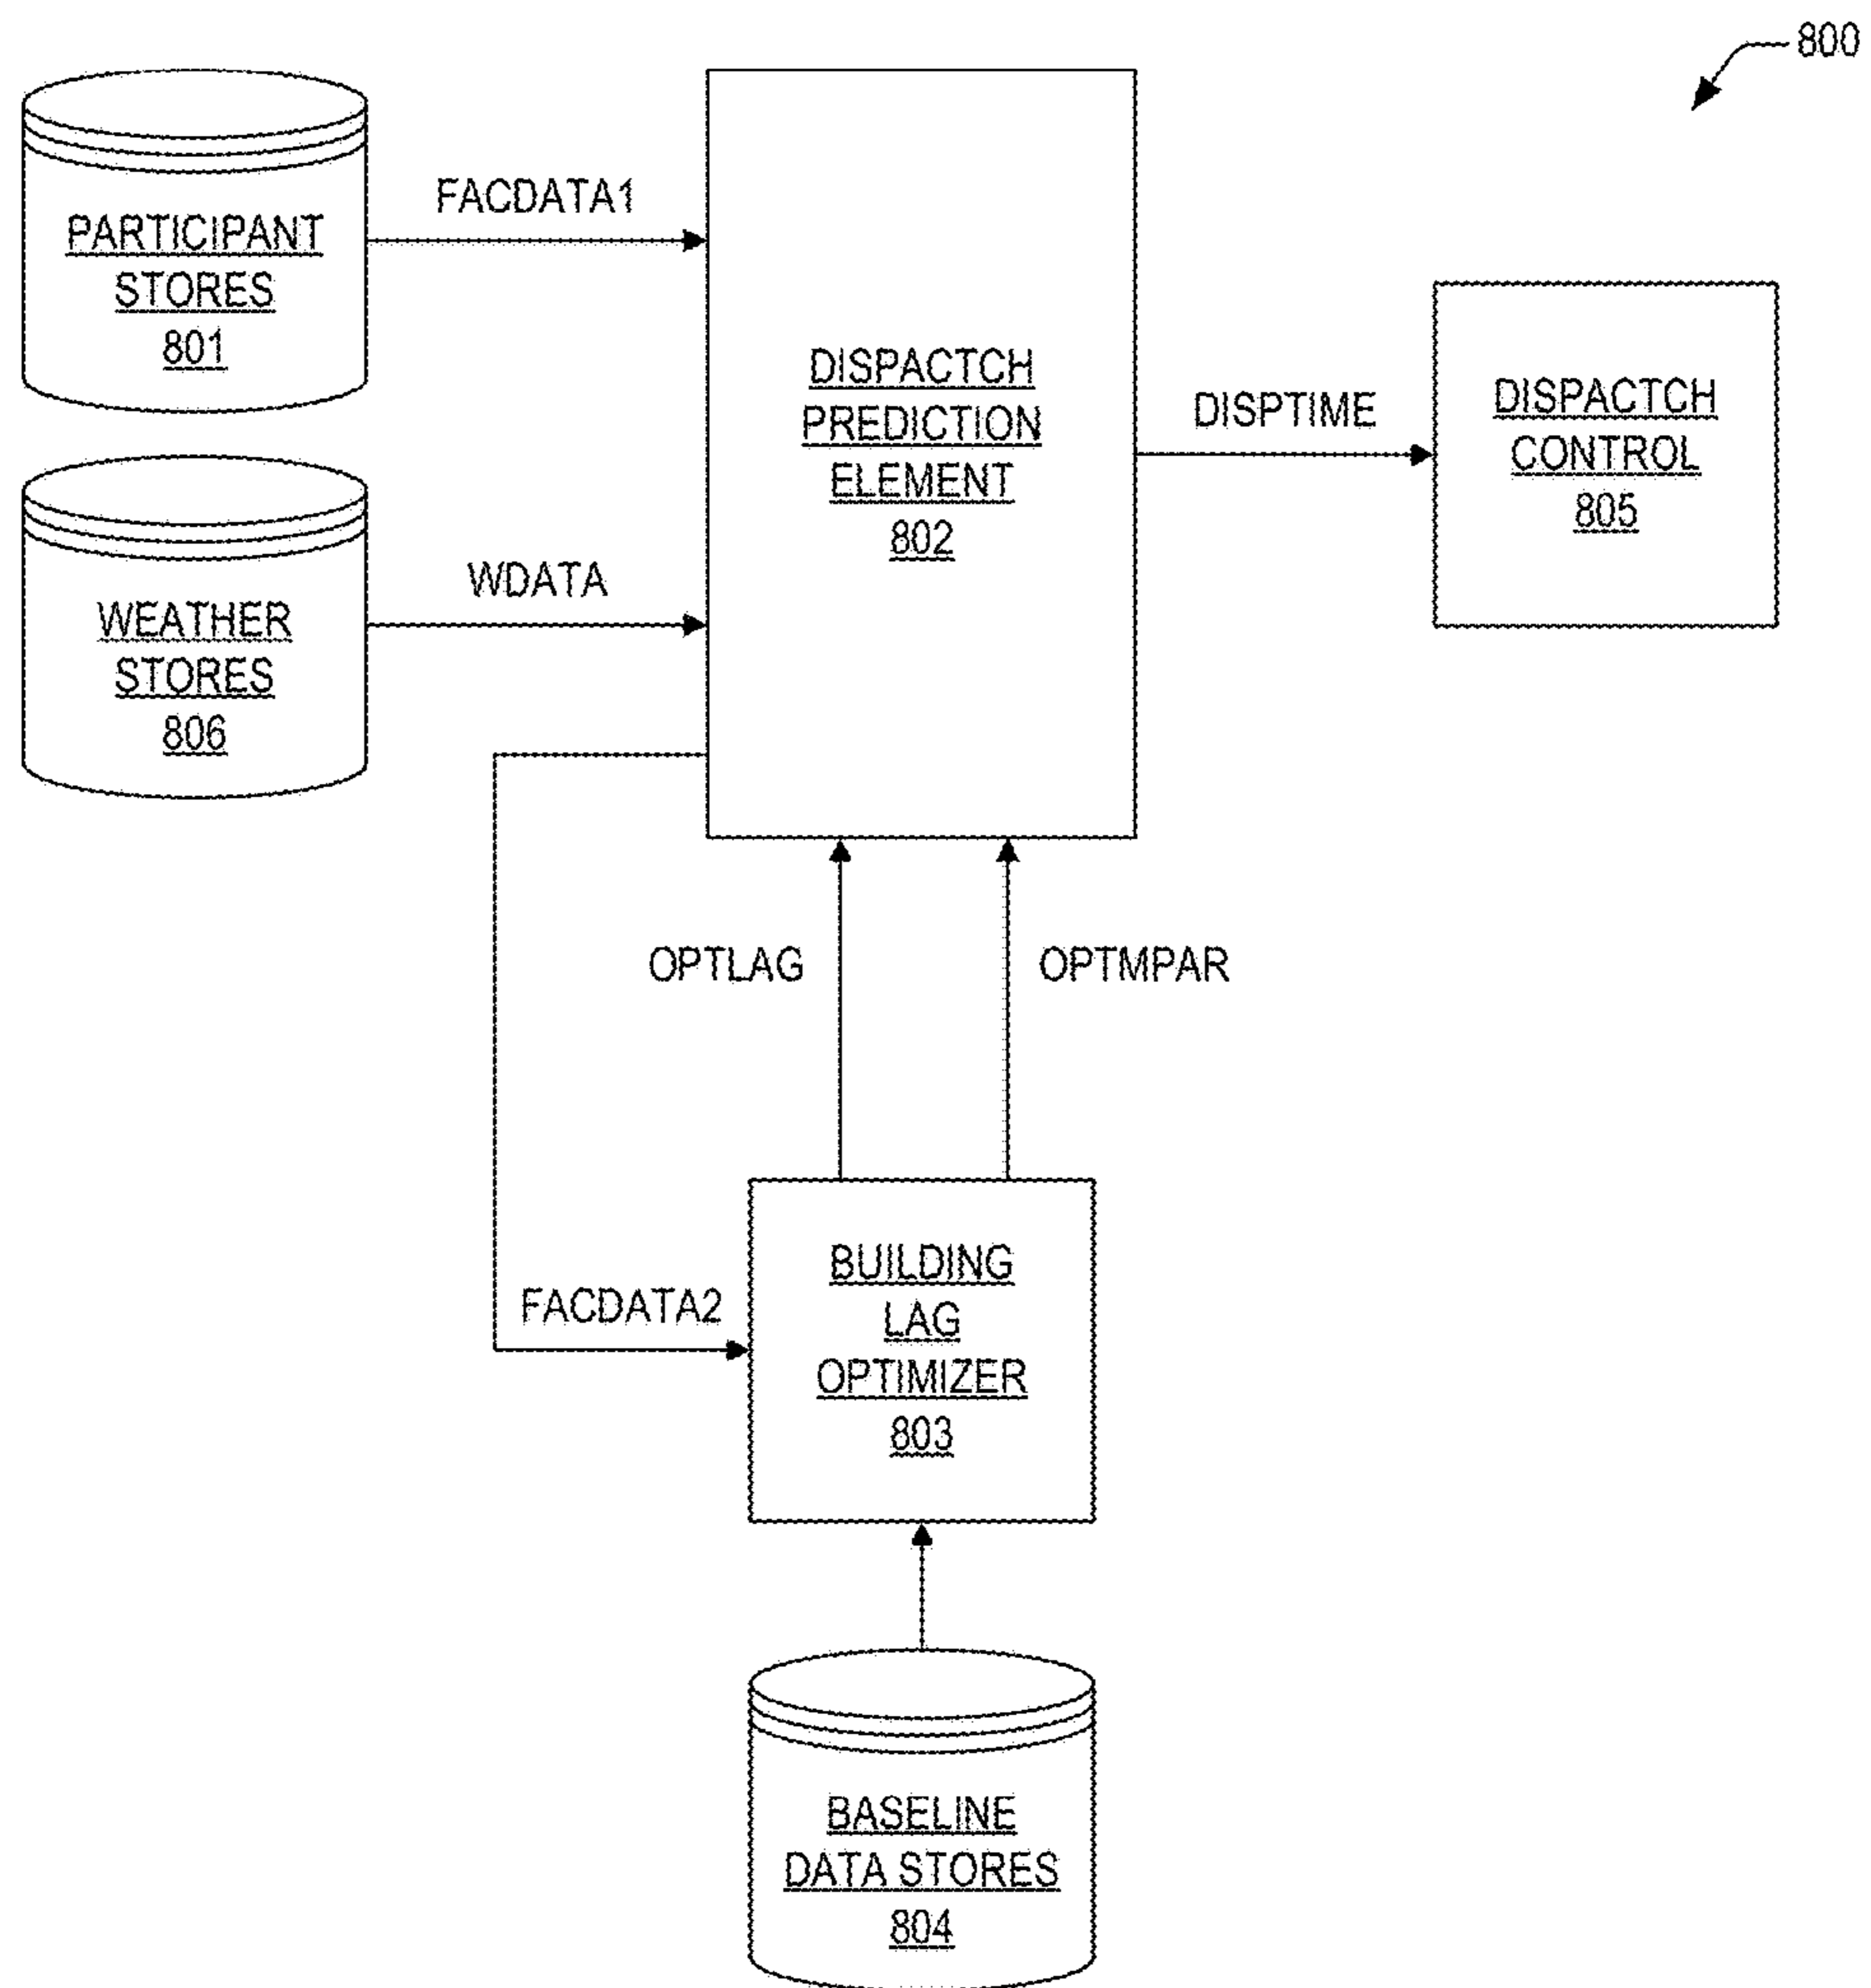 800
PARTICIPANT
STORES
801
FACDATA1
DISPACTCH
PREDICTION
ELEMENT
802
DISPTIME
DISPACTCH
CONTROL
805
WEATHER
STORES
806
WDATA
OPTLAG
OPTMPAR
FACDATA2
BUILDING
LAG
OPTIMIZER
803
BASELINE
DATA STORES
804